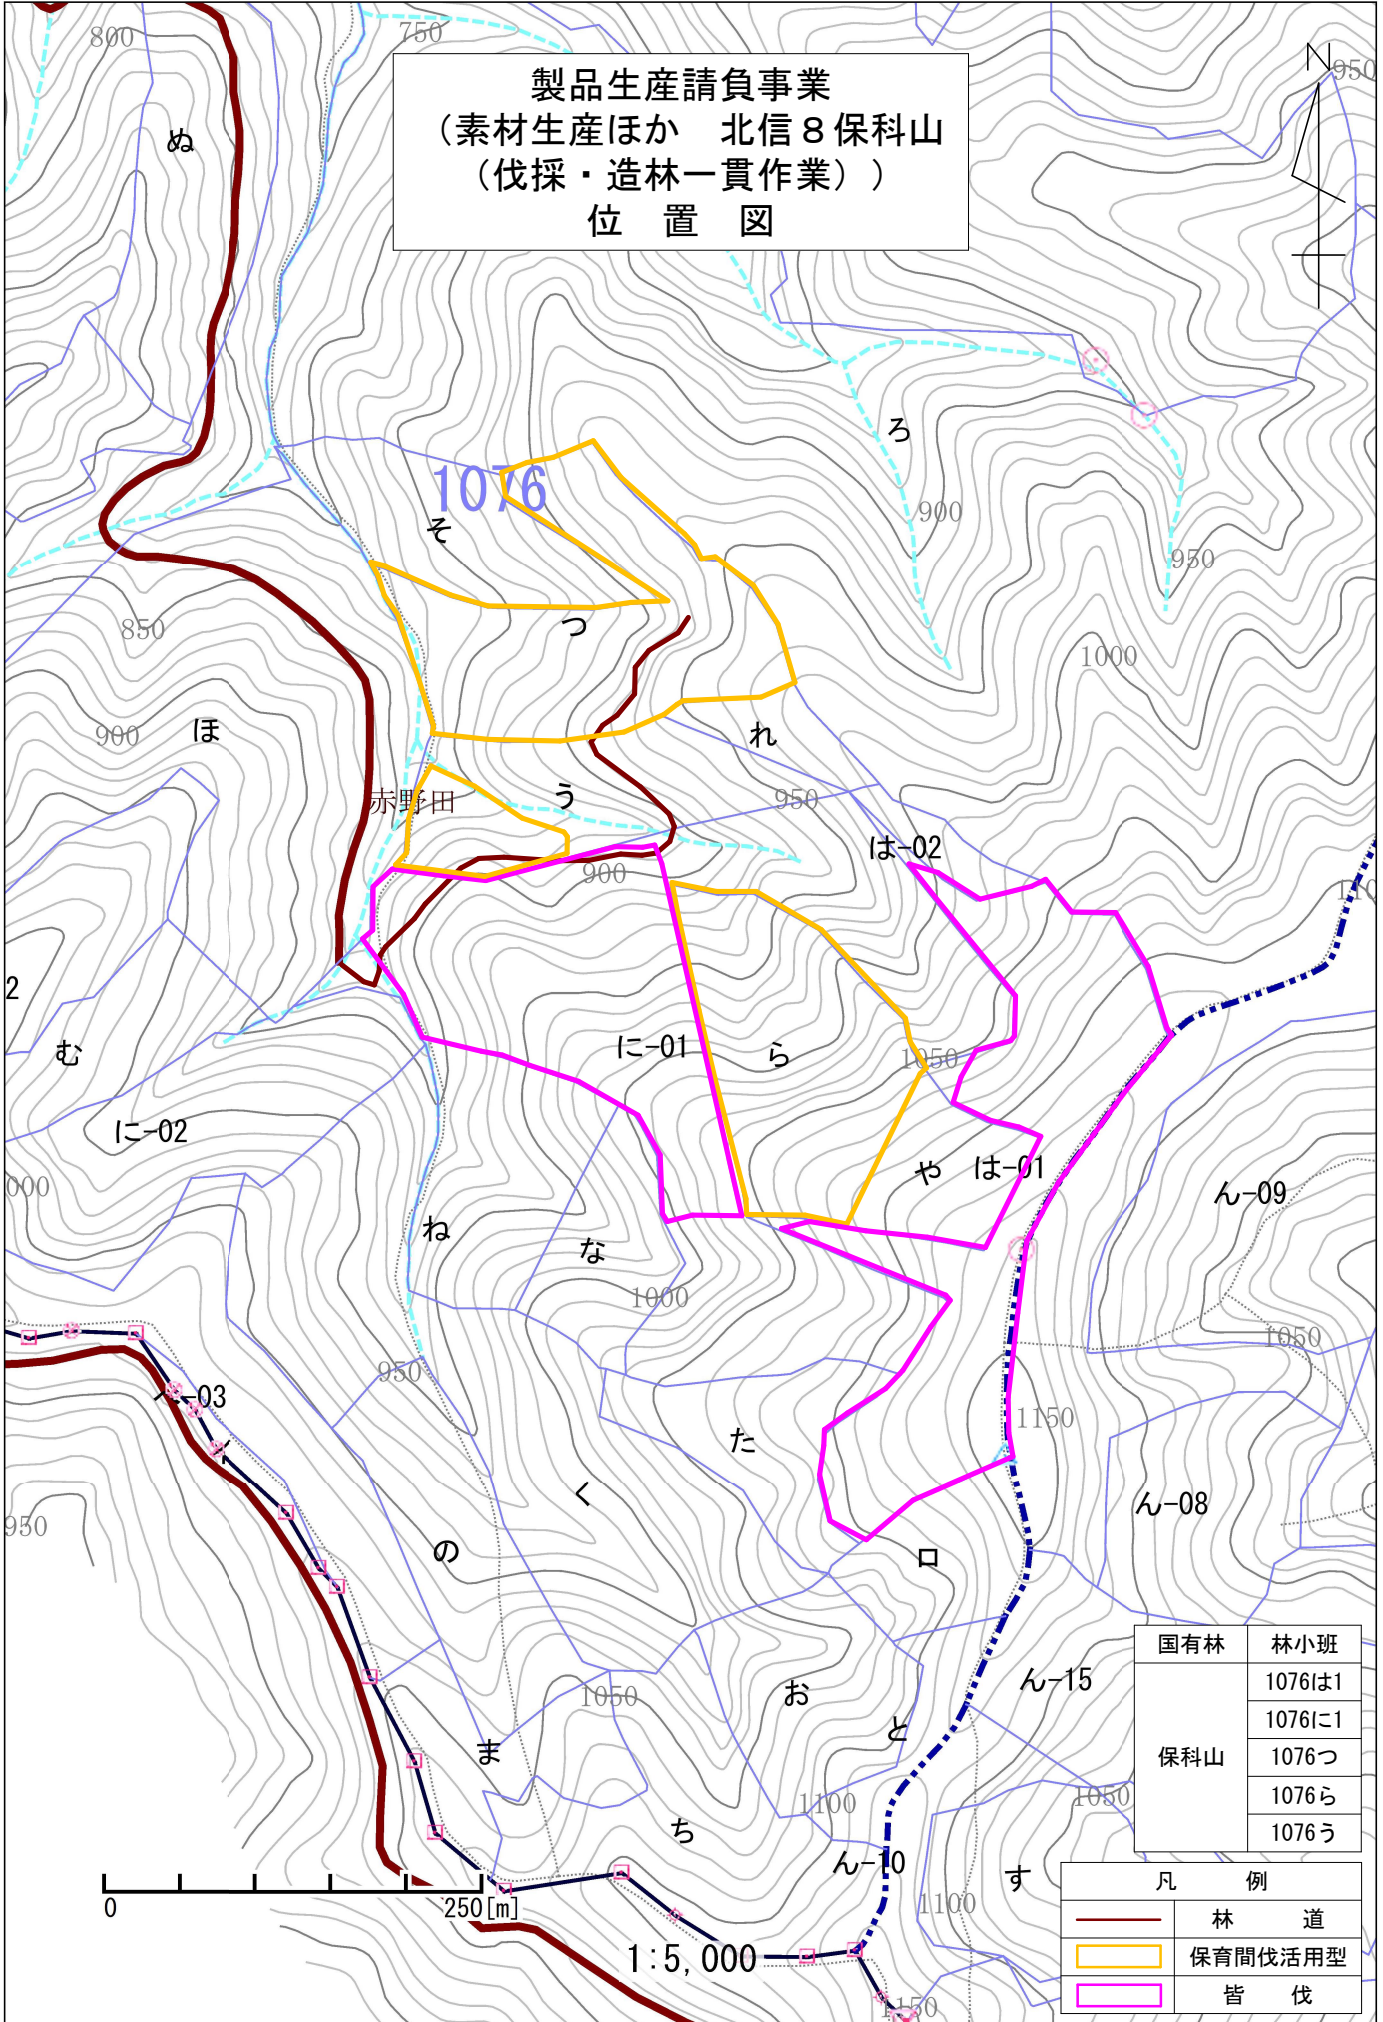 製品生産請負事業
(素材生産ほか　北信８保科山
(伐採・造林一貫作業))
位　置　図
N
800
750
950
ぬ
ろ
1076
そ
900
950
つ
850
1000
ほ
900
れ
赤野田
う
950
は-02
900
1100
2
に-01
ら
1050
む
に-02
や
は-01
000
ん-09
ね
な
1000
1050
950
へ-03
1150
た
く
ん-08
950
の
ロ
ん-15
お
1050
と
ま
1100
1050
ち
ん-10
す
1100
0
250[m]
1:5,000
1150
国有林　林小班
保科山
1076は1
1076に1
1076つ
1076ら
1076う
凡　例
林　道
保育間伐活用型
皆　伐